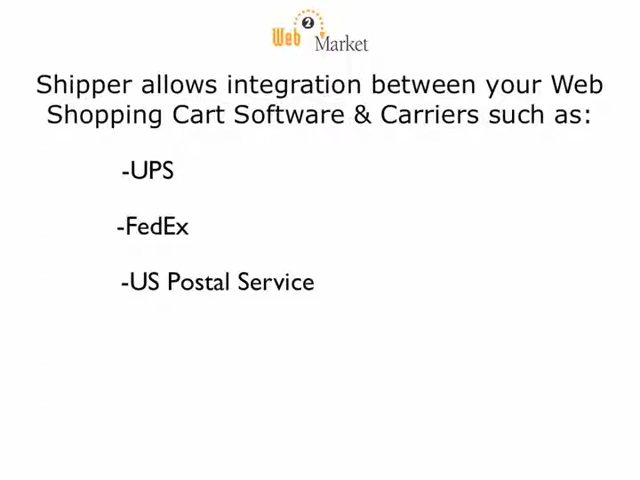 Web 2 Market
Shipper allows integration between your Web
Shopping Cart Software & Carriers such as:
-UPS
-FedEx
-US Postal Service